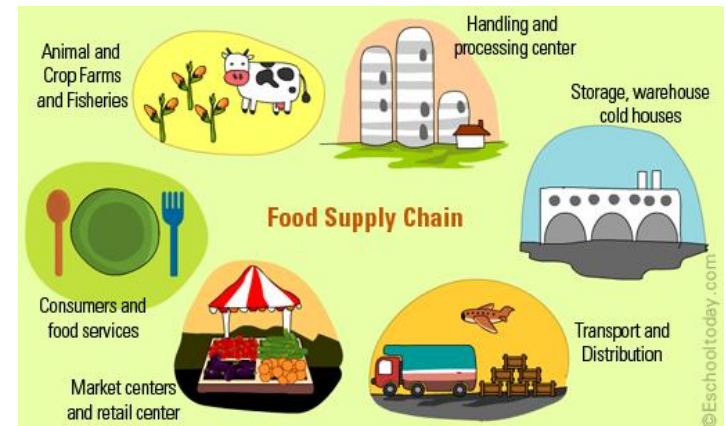 Animal and
Crop Farms
and Fisheries
Handling and
processing center
Storage, warehouse
cold houses
Food Supply Chain
Consumers and
food services
Transport and
Distribution
Market centers
and retail center
©Eschooltoday.com